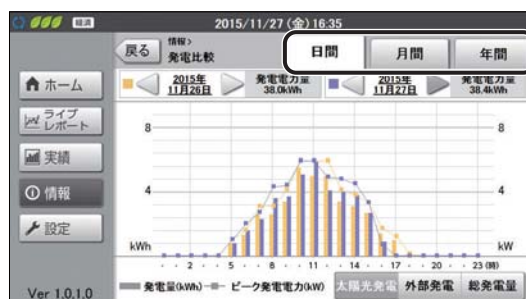 経済
2015/11/27 (金) 16:35
戻る
情報>
発電比較
日間
月間
年間
2015年
11月26日
発電電力量
38.0kWh
2015年
11月27日
発電電力量
38.4kWh
ホーム
ライブ
レポート
実績
情報
設定
Ver 1.0.1.0
8
8
4
4
kWh
kW
2
5
8
11
14
17
20
23 (時)
発電量(kWh)
ピーク発電電力(kW)
太陽光発電
外部発電
総発電量